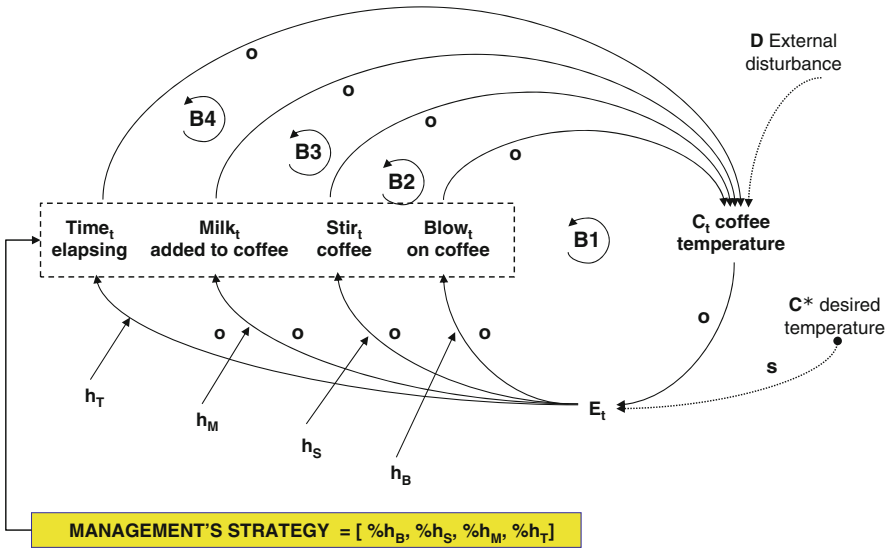 D External
disturbance
o
o
o
o
B4
B3
B2
B1
Time_t
elapsing
Milk_t
added to coffee
Stir_t
coffee
Blow_t
on coffee
C_t coffee
temperature
C* desired
temperature
o
o
o
o
o
s
h_T
h_M
h_S
h_B
E_t
MANAGEMENT'S STRATEGY = [ %h_B, %h_S, %h_M, %h_T]